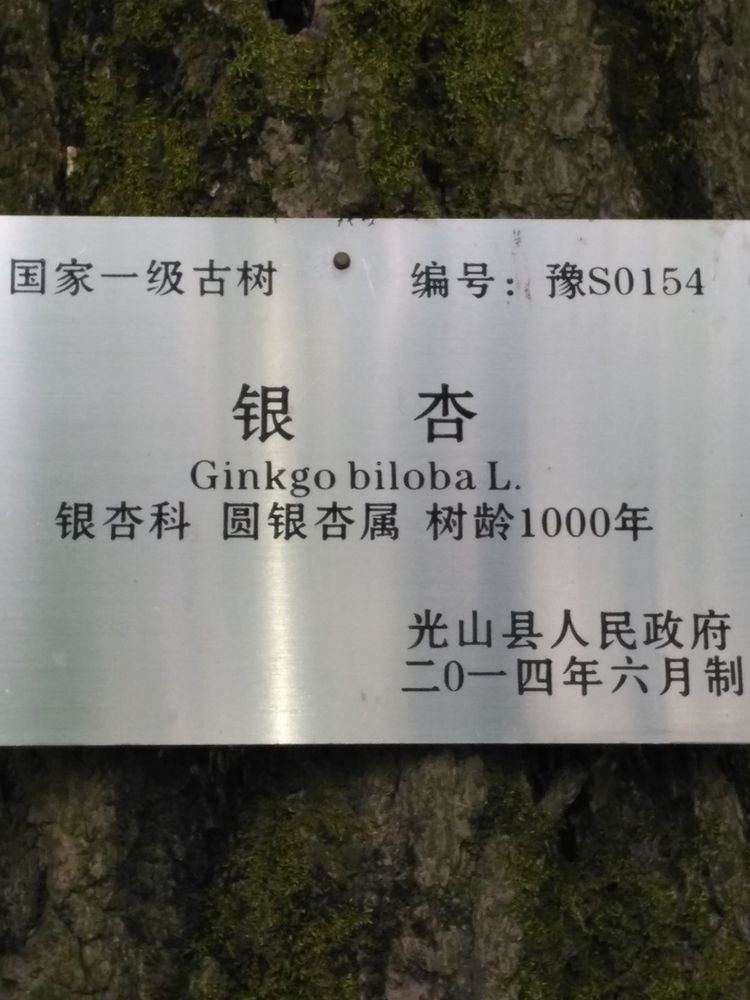 国家一级古树 编号：豫S0154
银杏
Ginkgo biloba L.
银杏科 圆银杏属 树龄1000年
光山县人民政府
二0一四年六月制